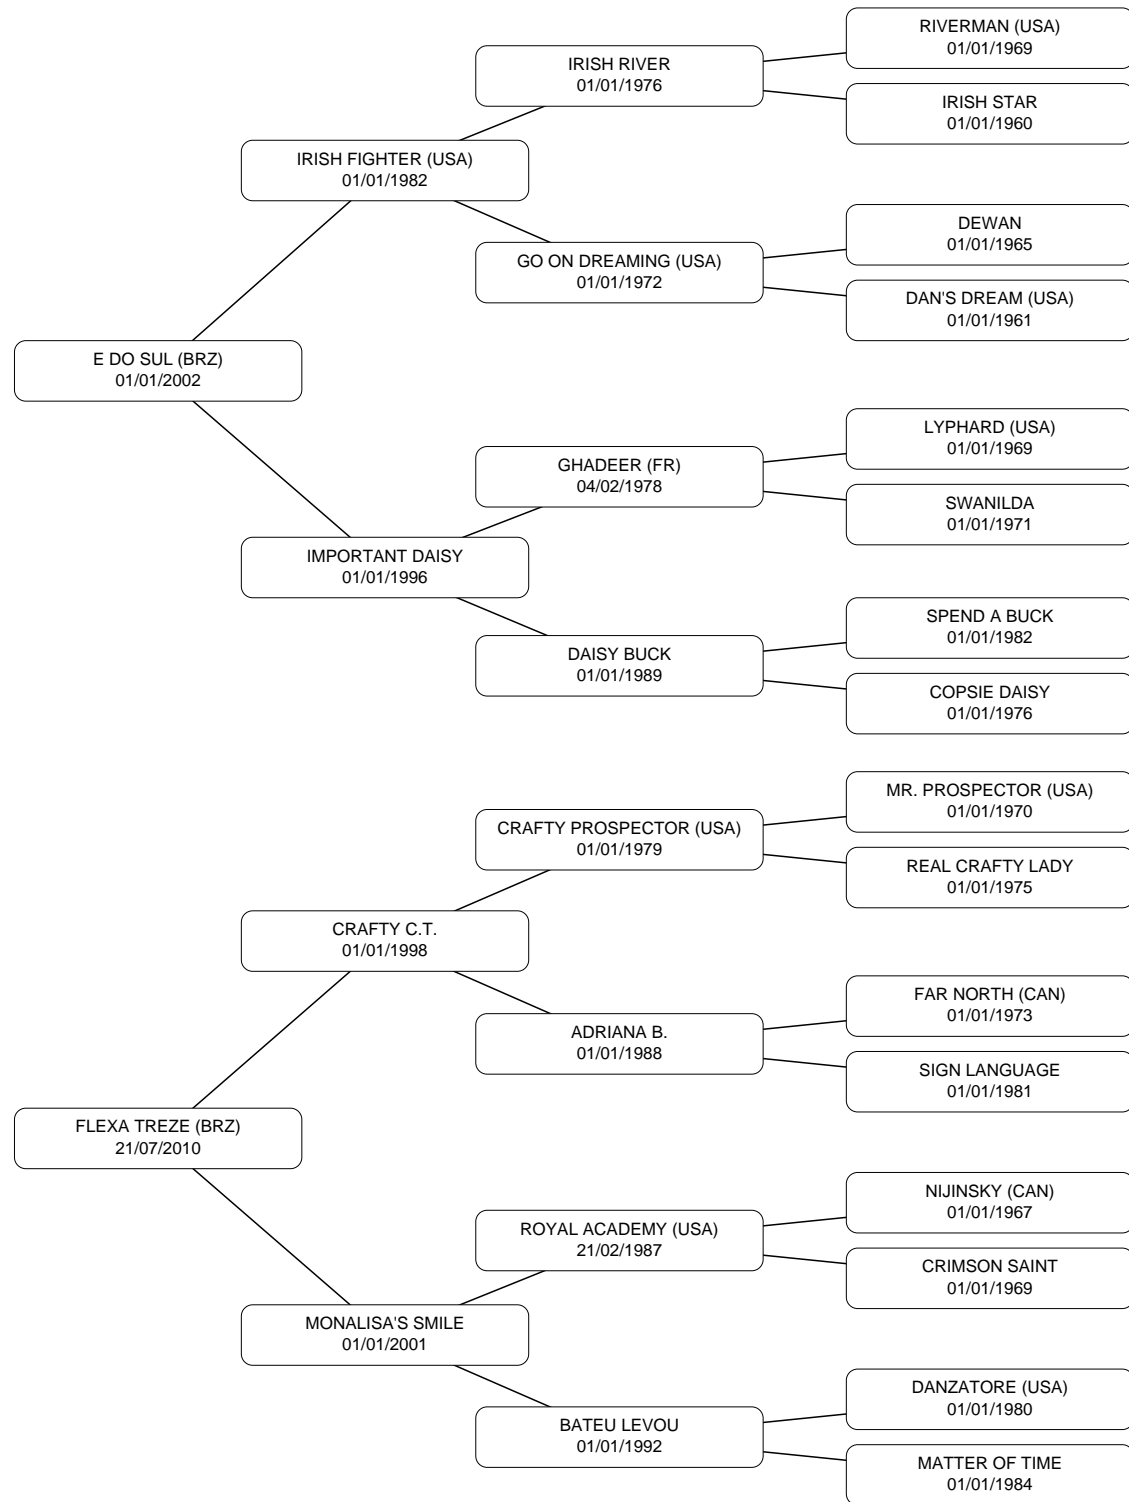 RIVERMAN (USA)
01/01/1969
IRISH RIVER
01/01/1976
IRISH STAR
01/01/1960
IRISH FIGHTER (USA)
01/01/1982
DEWAN
01/01/1965
GO ON DREAMING (USA)
01/01/1972
DAN'S DREAM (USA)
01/01/1961
E DO SUL (BRZ)
01/01/2002
LYPHARD (USA)
01/01/1969
GHADEER (FR)
04/02/1978
SWANILDA
01/01/1971
IMPORTANT DAISY
01/01/1996
SPEND A BUCK
01/01/1982
DAISY BUCK
01/01/1989
COPSIE DAISY
01/01/1976
MR. PROSPECTOR (USA)
01/01/1970
CRAFTY PROSPECTOR (USA)
01/01/1979
REAL CRAFTY LADY
01/01/1975
CRAFTY C.T.
01/01/1998
FAR NORTH (CAN)
01/01/1973
ADRIANA B.
01/01/1988
SIGN LANGUAGE
01/01/1981
FLEXA TREZE (BRZ)
21/07/2010
NIJINSKY (CAN)
01/01/1967
ROYAL ACADEMY (USA)
21/02/1987
CRIMSON SAINT
01/01/1969
MONALISA'S SMILE
01/01/2001
DANZATORE (USA)
01/01/1980
BATEU LEVOU
01/01/1992
MATTER OF TIME
01/01/1984